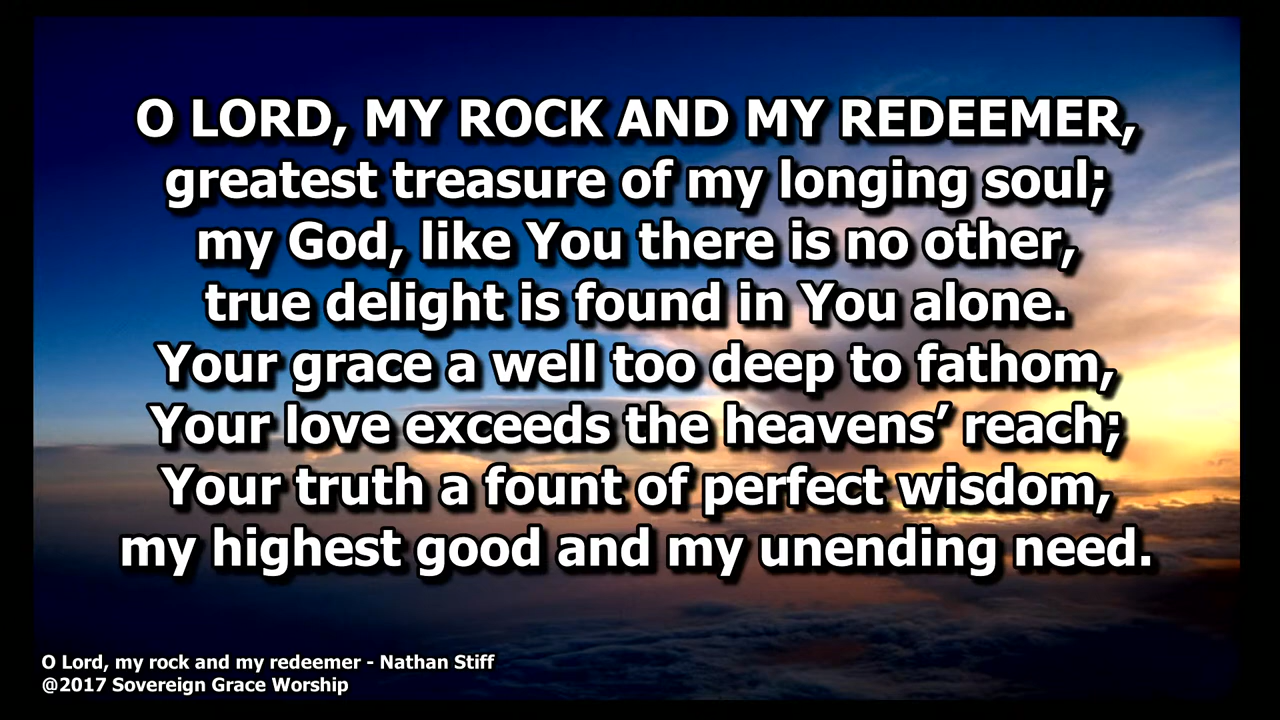 O LORD, MY ROCK AND MY REDEEMER,
greatest treasure of my longing soul;
my God, like You there is no other,
true delight is found in You alone.
Your grace a well too deep to fathom,
Your love exceeds the heavens’ reach;
Your truth a fount of perfect wisdom,
my highest good and my unending need.
O Lord, my rock and my redeemer - Nathan Stiff
@2017 Sovereign Grace Worship